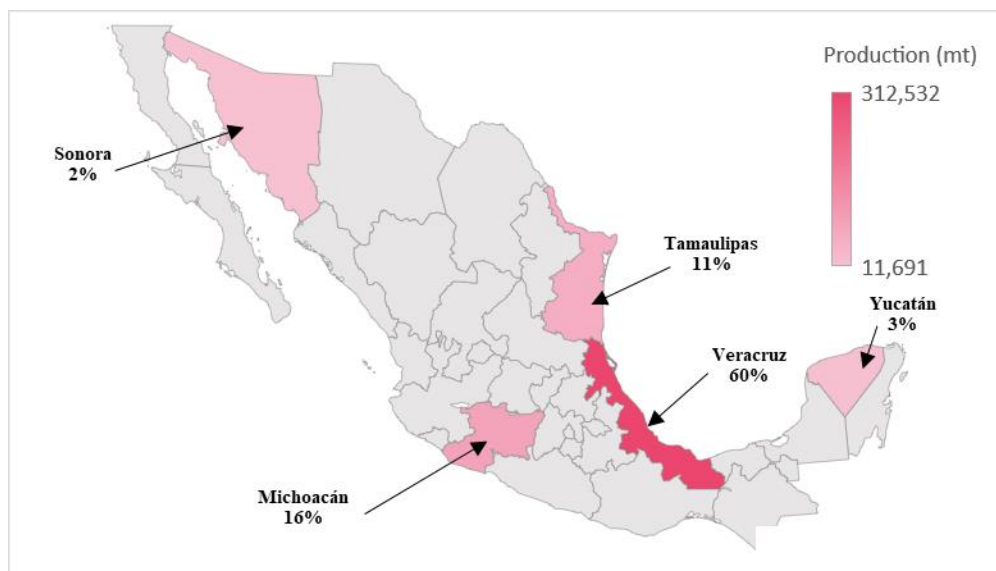 Production (mt)
312,532
11,691
Sonora
2%
Tamaulipas
11%
Yucatán
3%
Veracruz
60%
Michoacán
16%